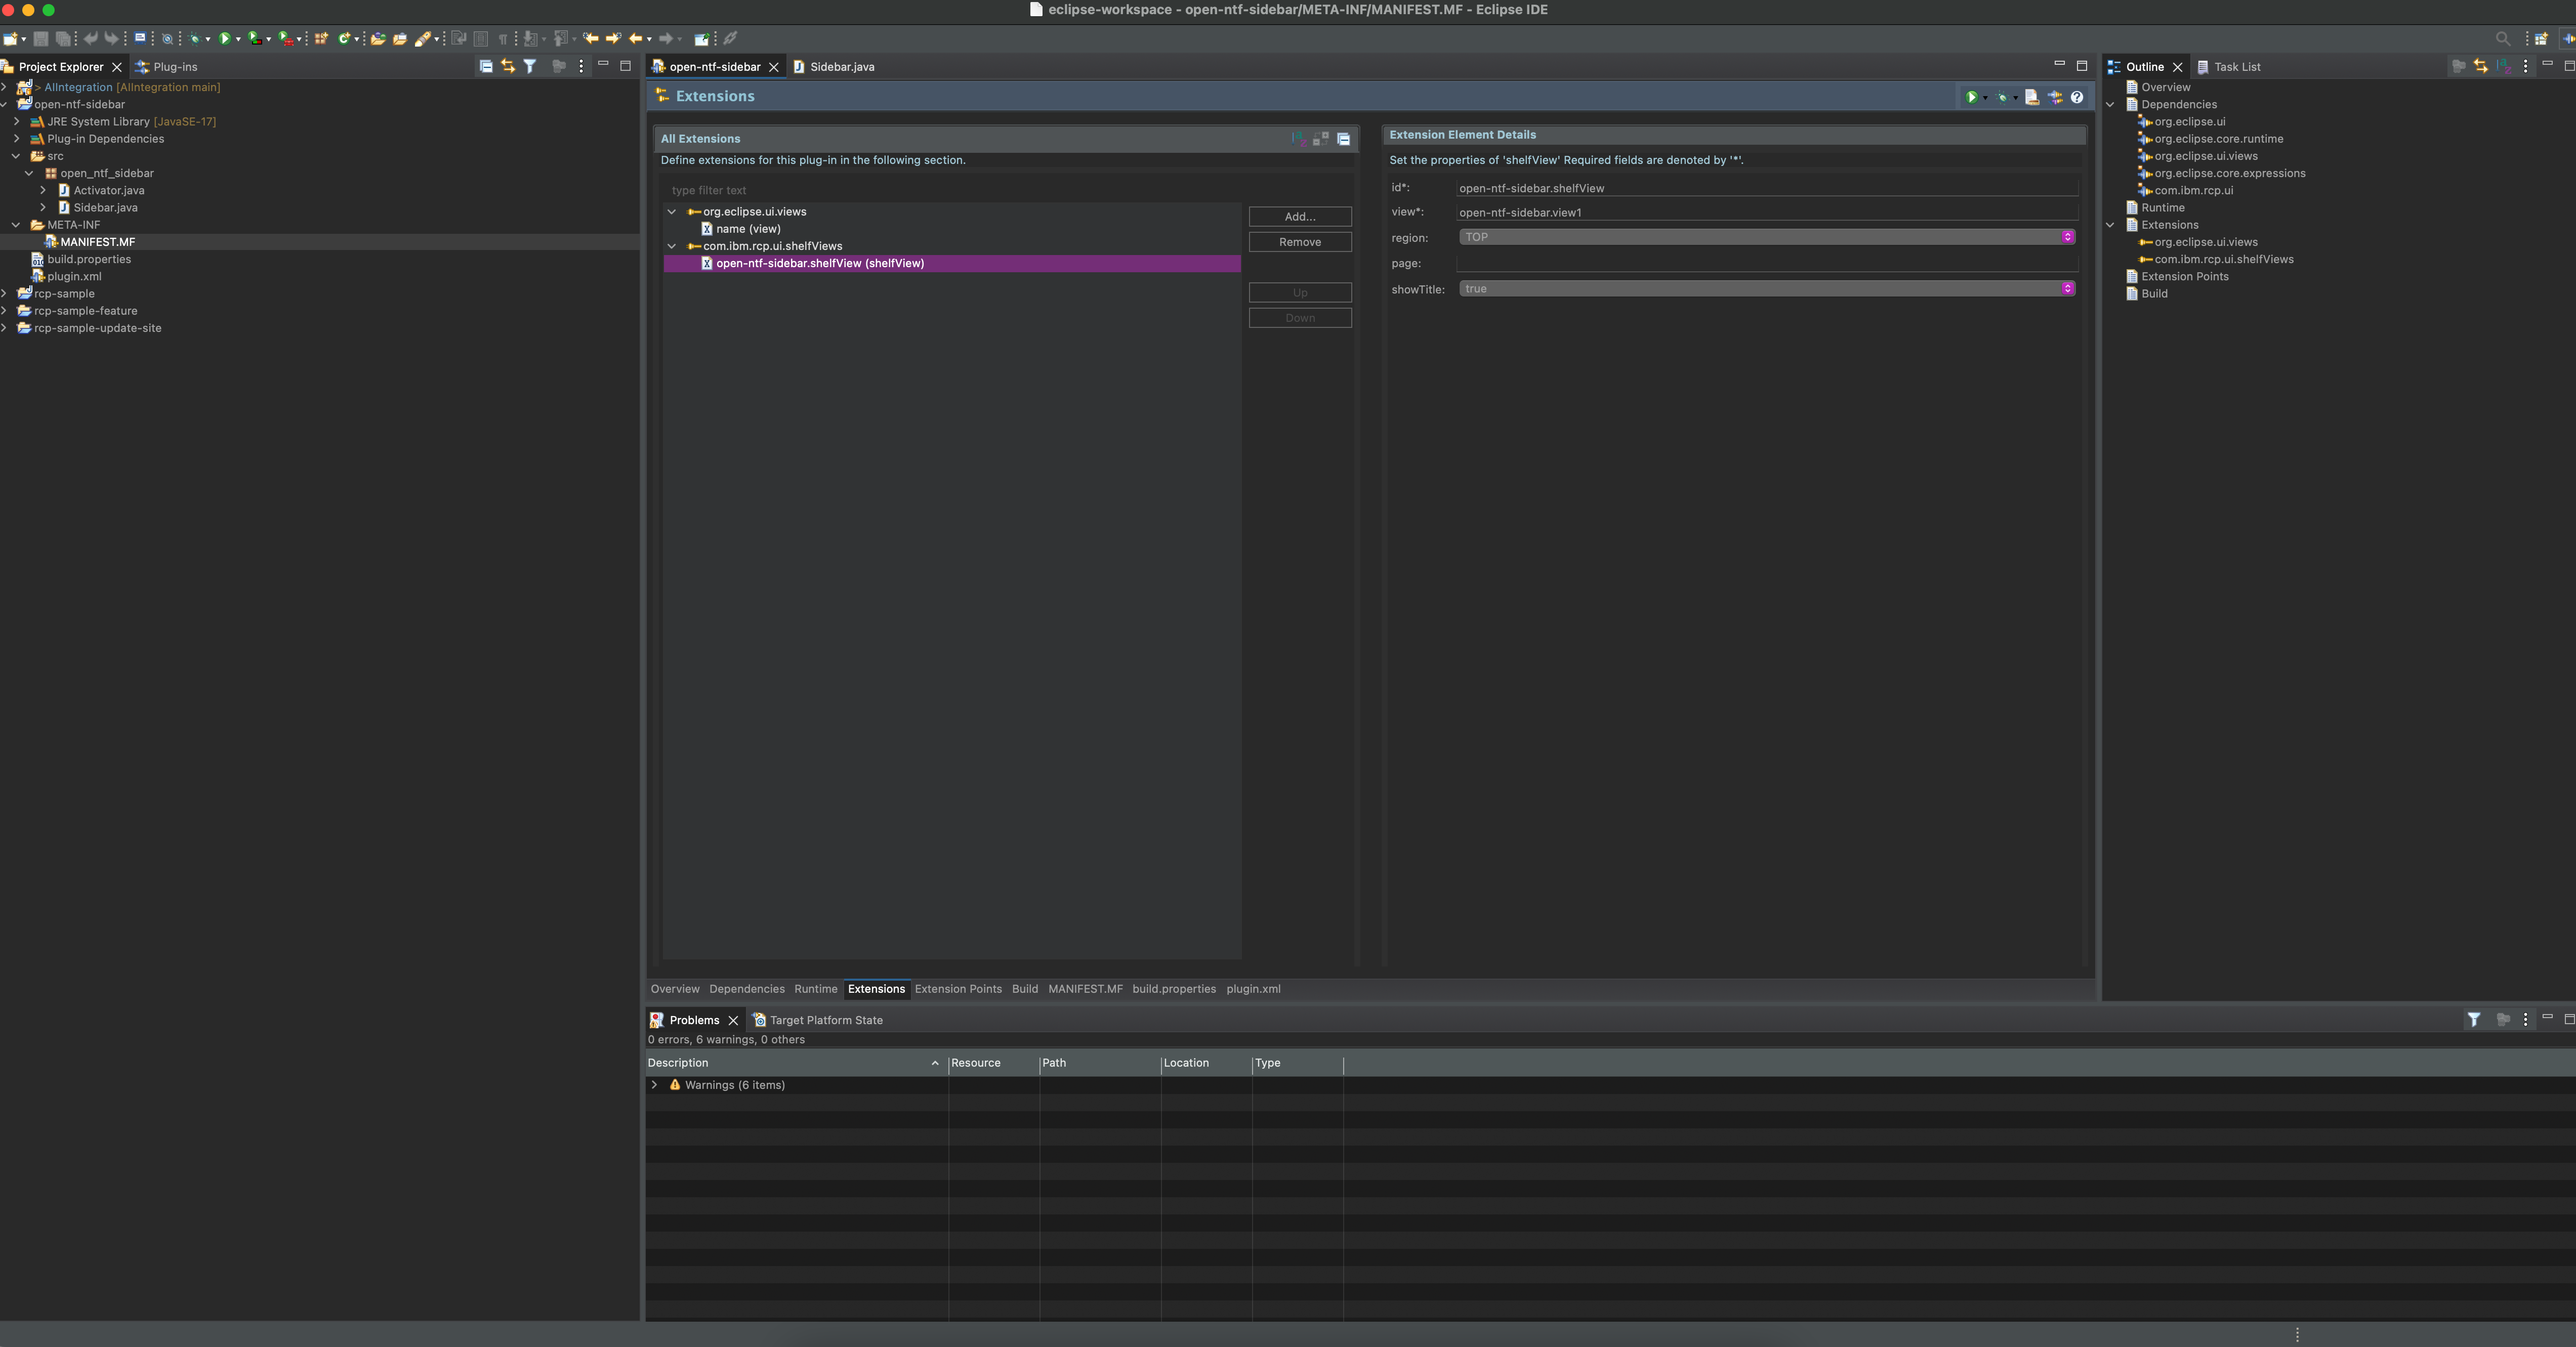 eclipse-workspace - open-ntf-sidebar/META-INF/MANIFEST.MF - Eclipse IDE
Project Explorer
Plug-ins
> AIIntegration [AIIntegration main]
open-ntf-sidebar
JRE System Library [JavaSE-17]
Plug-in Dependencies
src
open_ntf_sidebar
Activator.java
Sidebar.java
META-INF
MANIFEST.MF
build.properties
plugin.xml
rcp-sample
rcp-sample-feature
rcp-sample-update-site
open-ntf-sidebar
Sidebar.java
Extensions
All Extensions
Define extensions for this plug-in in the following section.
type filter text
org.eclipse.ui.views
name (view)
com.ibm.rcp.ui.shelfViews
open-ntf-sidebar.shelfView (shelfView)
Add...
Remove
Up
Down
Extension Element Details
Set the properties of 'shelfView' Required fields are denoted by '*'.
id*: open-ntf-sidebar.shelfView
view*: open-ntf-sidebar.view1
region: TOP
page:
showTitle: true
Overview Dependencies Runtime Extensions Extension Points Build MANIFEST.MF build.properties plugin.xml
Outline
Task List
Overview
Dependencies
org.eclipse.ui
org.eclipse.core.runtime
org.eclipse.ui.views
org.eclipse.core.expressions
com.ibm.rcp.ui
Runtime
Extensions
org.eclipse.ui.views
com.ibm.rcp.ui.shelfViews
Extension Points
Build
Problems
Target Platform State
0 errors, 6 warnings, 0 others
Description Resource Path Location Type
Warnings (6 items)